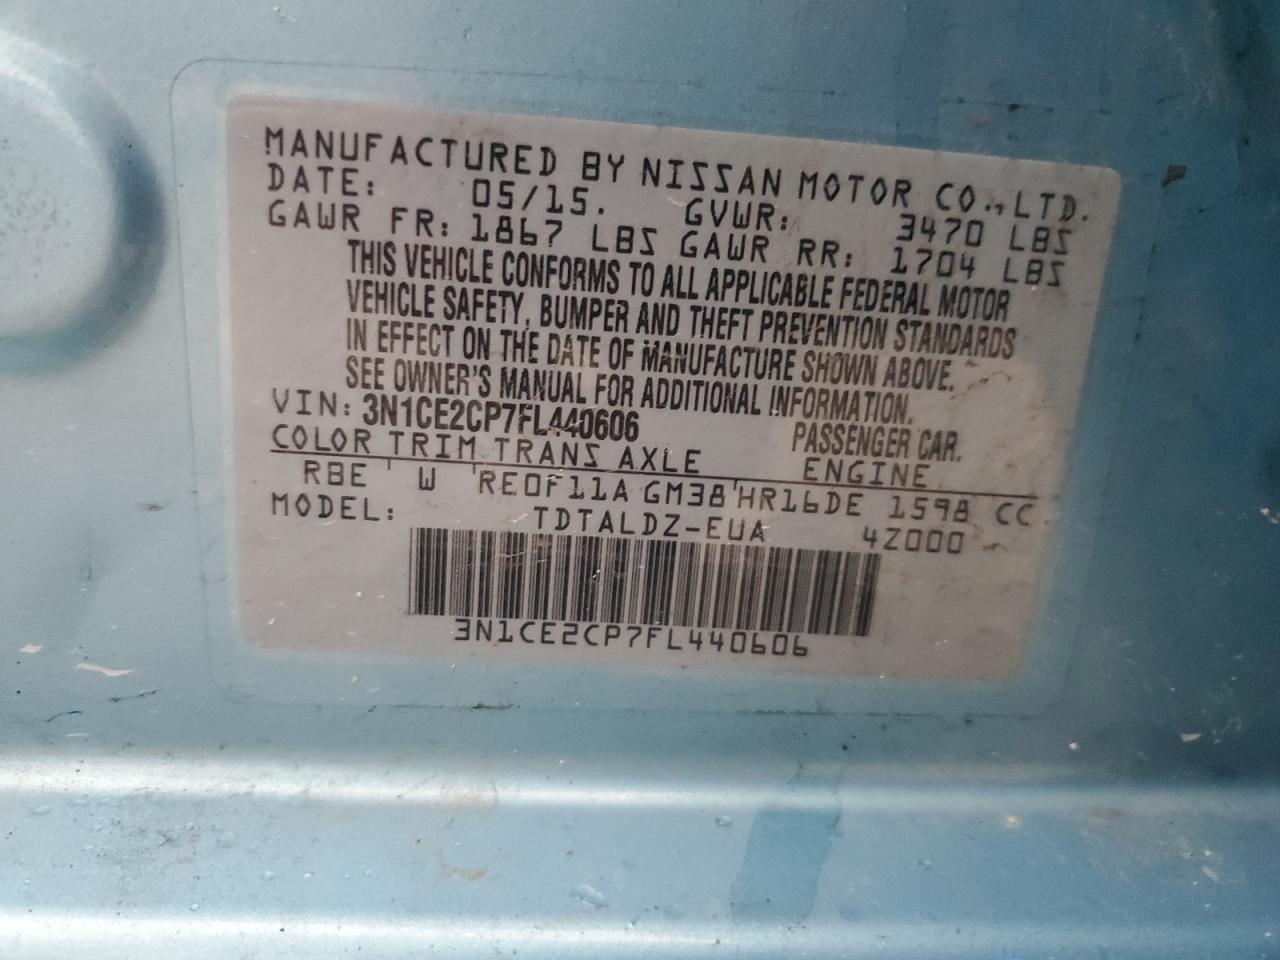 MANUFACTURED BY NISSAN MOTOR CO., LTD.
DATE: 05/15. GVWR: 3470 LBS
GAWR FR: 1867 LBS GAWR RR: 1704 LBS
THIS VEHICLE CONFORMS TO ALL APPLICABLE FEDERAL MOTOR
VEHICLE SAFETY, BUMPER AND THEFT PREVENTION STANDARDS
IN EFFECT ON THE DATE OF MANUFACTURE SHOWN ABOVE.
SEE OWNER'S MANUAL FOR ADDITIONAL INFORMATION.
VIN: 3N1CE2CP7FL440606 PASSENGER CAR.
COLOR TRIM TRANS AXLE ENGINE
RBE ' W 'RE0F11A GM38'HR16DE 1598 CC
MODEL: TDTALDZ-EUA 4Z000
3N1CE2CP7FL440606